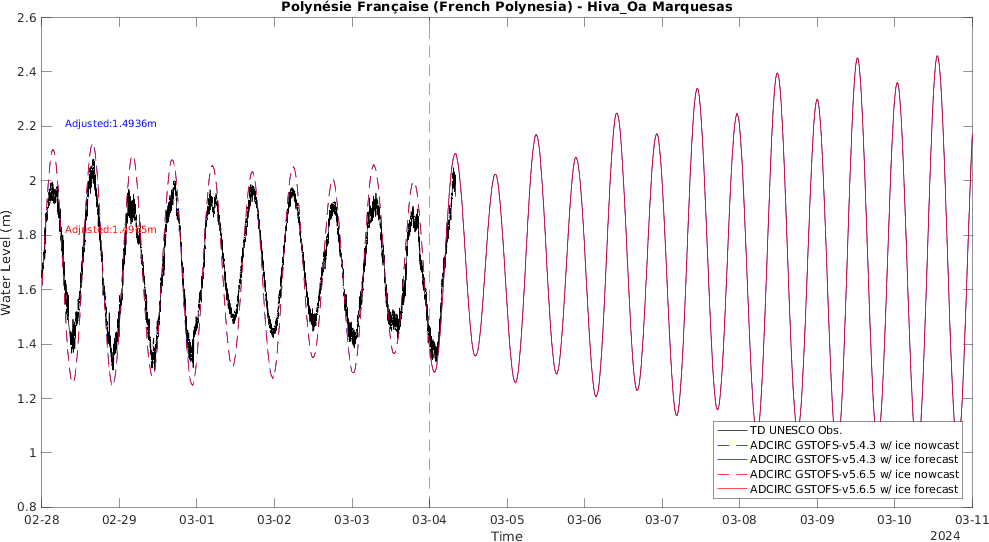 Polynésie Française (French Polynesia) - Hiva_Oa Marquesas
2.6
2.4
2.2
2
1.8
1.6
1.4
1.2
1
0.8
Water Level (m)
Adjusted:1.4936m
TD UNESCO Obs.
ADCIRC GSTOFS-v5.4.3 w/ ice nowcast
ADCIRC GSTOFS-v5.4.3 w/ ice forecast
ADCIRC GSTOFS-v5.6.5 w/ ice nowcast
ADCIRC GSTOFS-v5.6.5 w/ ice forecast
02-28
02-29
03-01
03-02
03-03
03-04
03-05
03-06
03-07
03-08
03-09
03-10
03-11
Time
2024